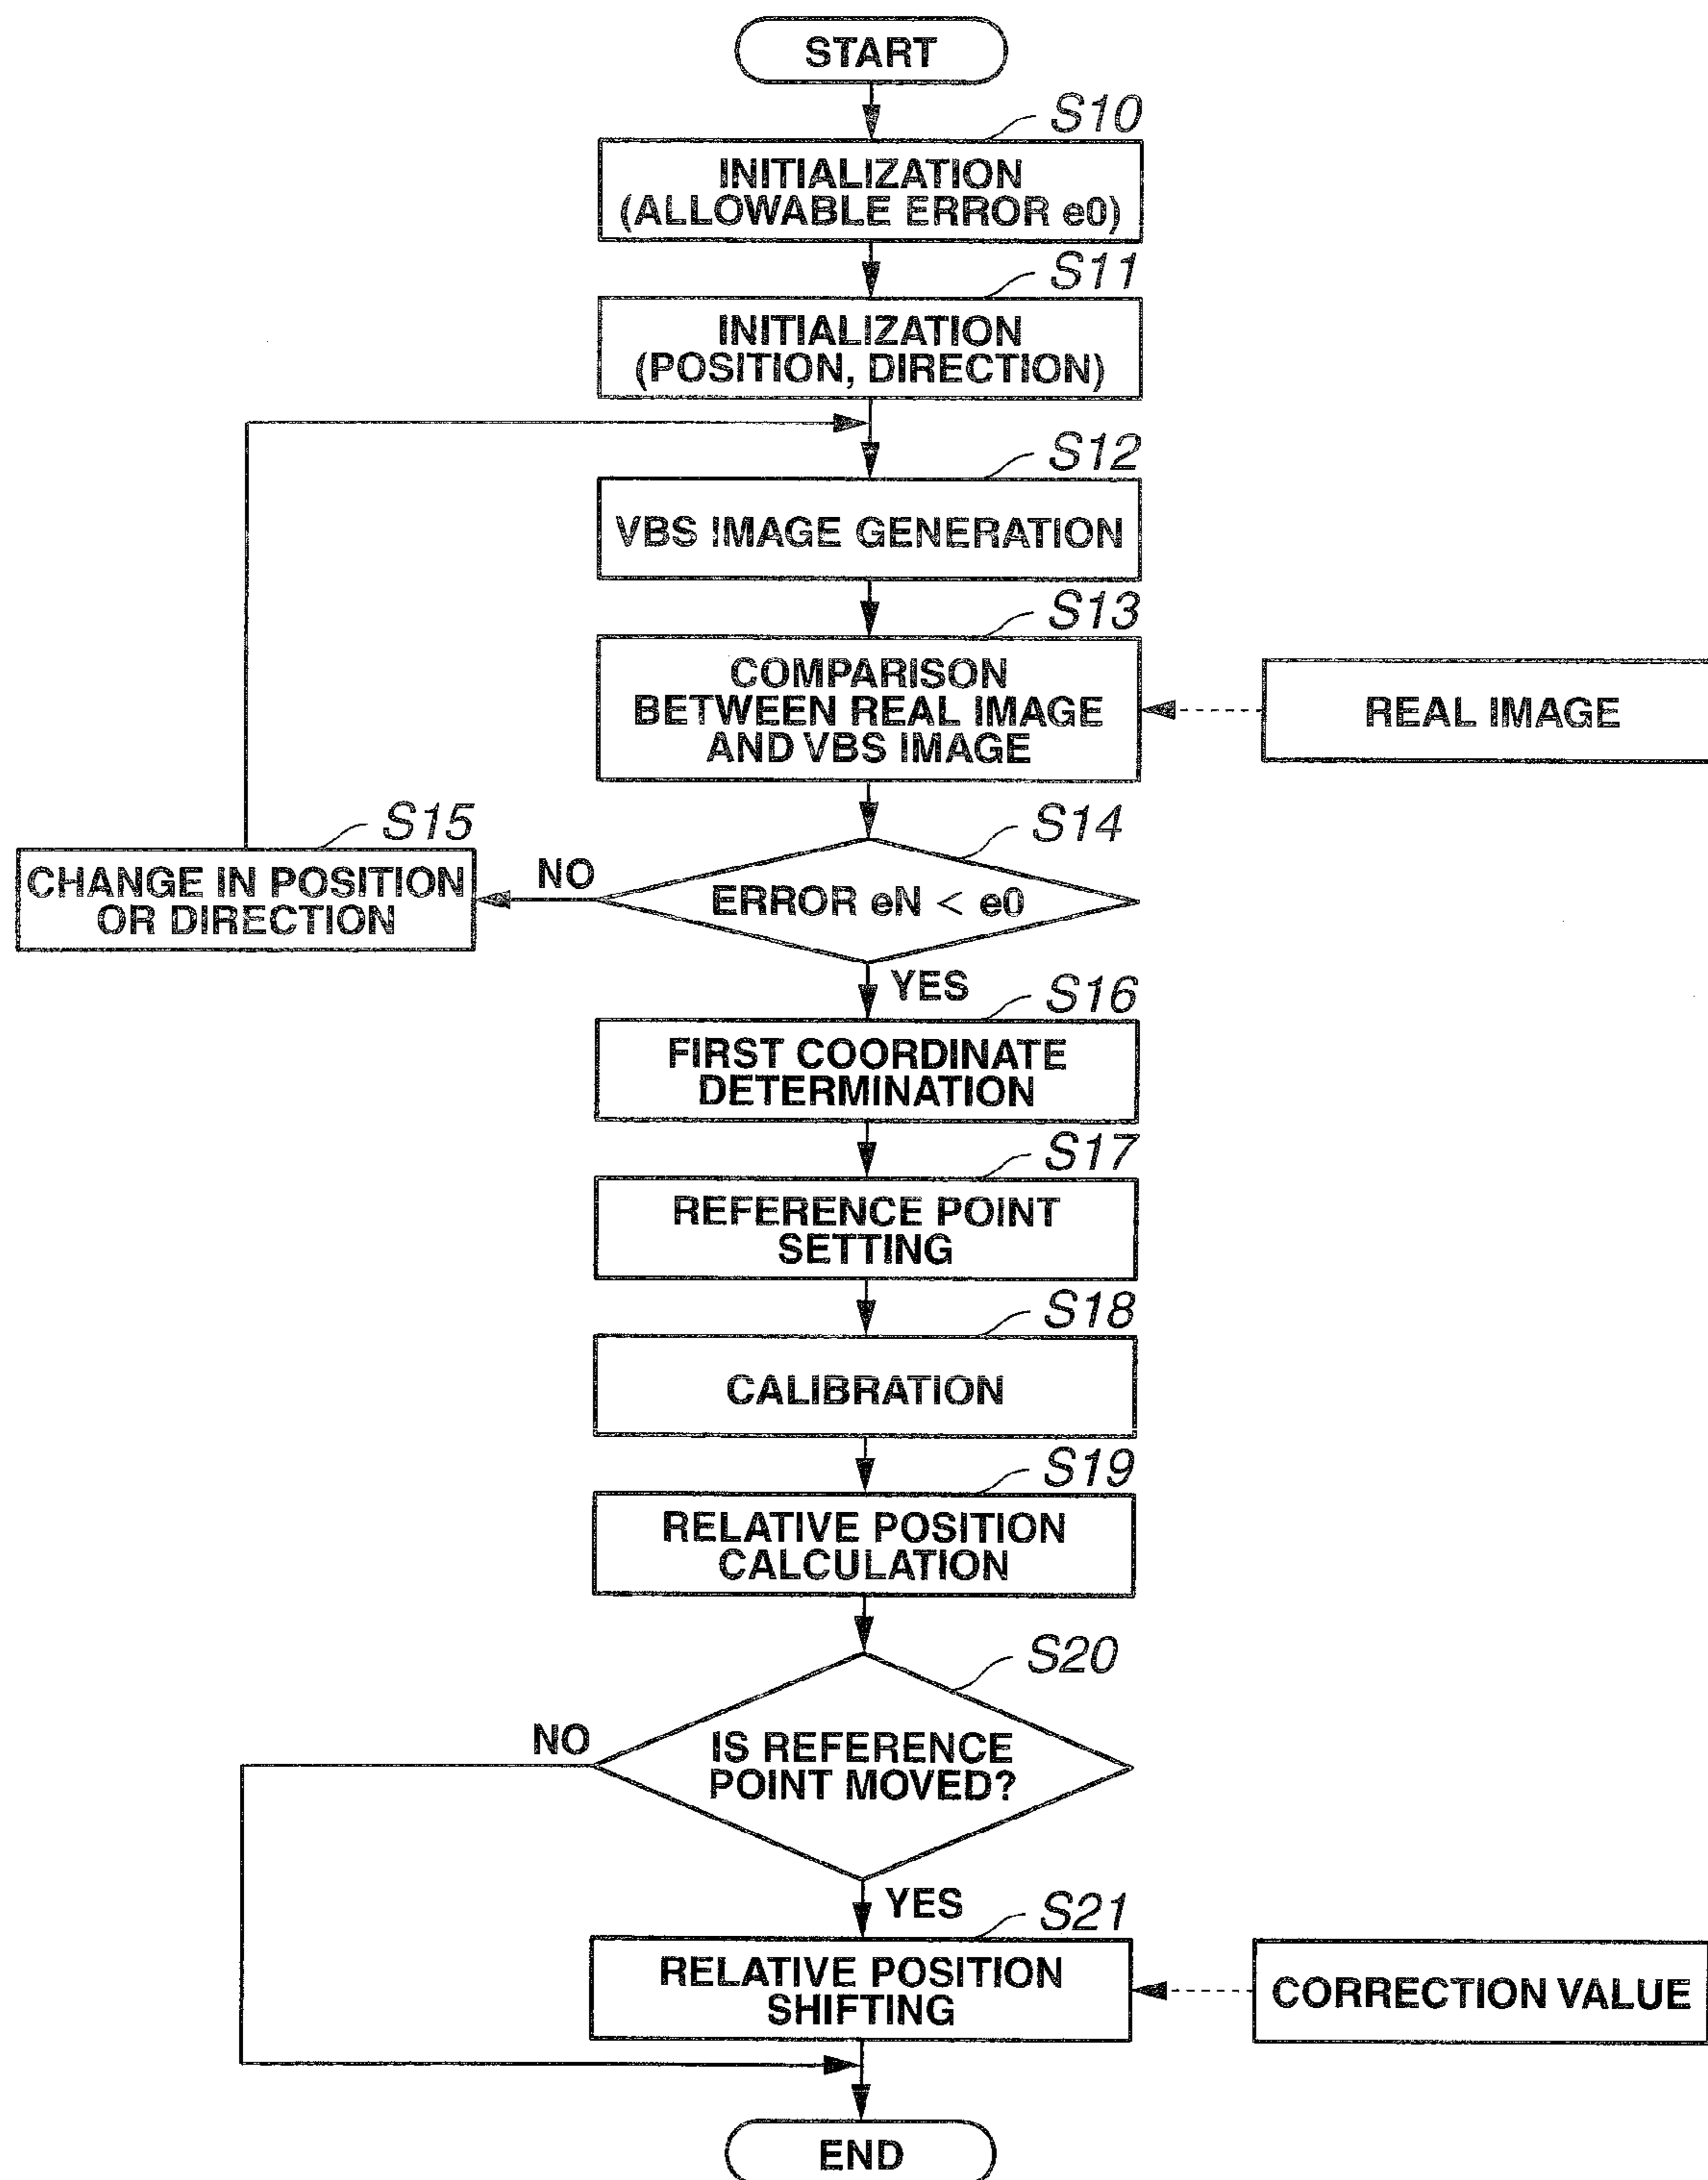 START
S10
INITIALIZATION
(ALLOWABLE ERROR e0)
S11
INITIALIZATION
(POSITION, DIRECTION)
S12
VBS IMAGE GENERATION
S13
COMPARISON
BETWEEN REAL IMAGE
AND VBS IMAGE
REAL IMAGE
S14
ERROR eN < e0
NO
S15
CHANGE IN POSITION
OR DIRECTION
YES
S16
FIRST COORDINATE
DETERMINATION
S17
REFERENCE POINT
SETTING
S18
CALIBRATION
S19
RELATIVE POSITION
CALCULATION
S20
IS REFERENCE
POINT MOVED?
NO
YES
S21
RELATIVE POSITION
SHIFTING
CORRECTION VALUE
END